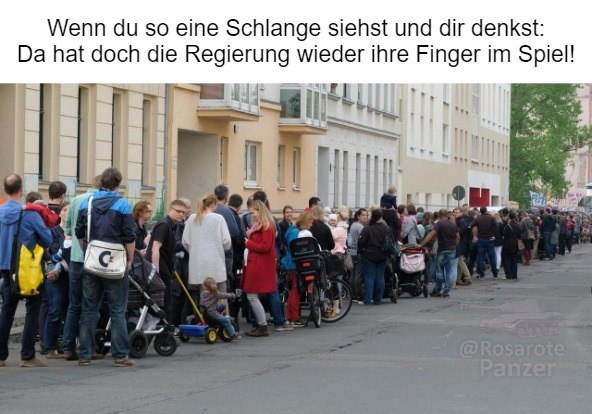 Wenn du so eine Schlange siehst und dir denkst:
Da hat doch die Regierung wieder ihre Finger im Spiel!
@Rosarote
Panzer